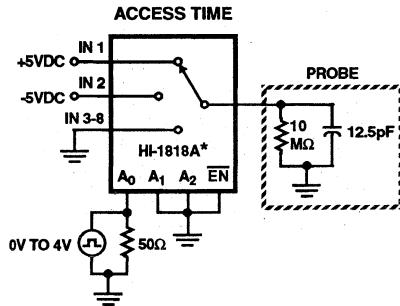 ACCESS TIME
IN 1
+5VDC
IN 2
-5VDC
IN 3-8
HI-1818A*
A0 A1 A2 EN
0V TO 4V
50Ω
PROBE
10 MΩ
12.5pF